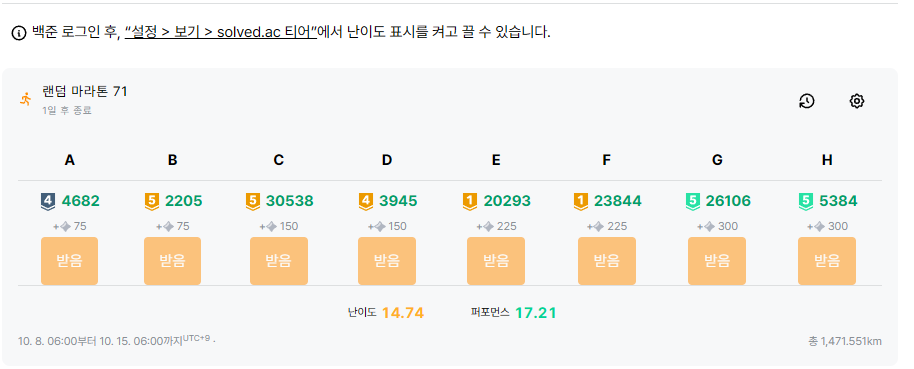 백준 로그인 후, “설정 > 보기 > solved.ac 티어”에서 난이도 표시를 켜고 끌 수 있습니다.
랜덤 마라톤 71
1일 후 종료
A B C D E F G H
4 4682 5 2205 5 30538 4 3945 1 20293 1 23844 5 26106 5 5384
+ 75 + 75 + 150 + 150 + 225 + 225 + 300 + 300
받음 받음 받음 받음 받음 받음 받음 받음
난이도 14.74 퍼포먼스 17.21
10. 8. 06:00부터 10. 15. 06:00까지UTC+9 · 총 1,471.551km